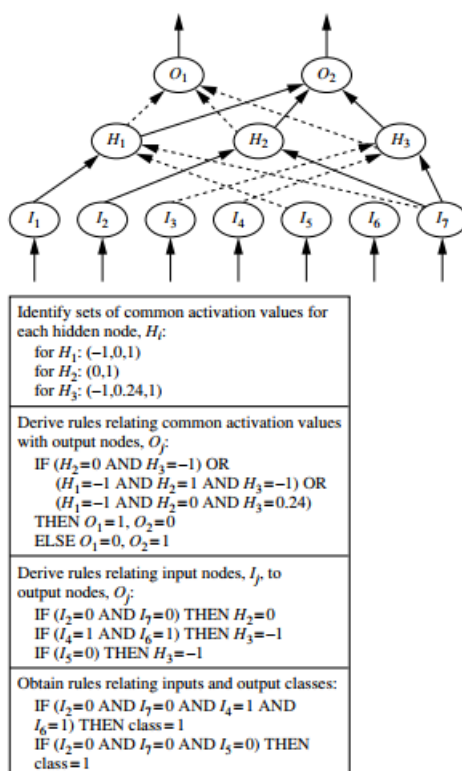 O₁ O₂
H₁ H₂ H₃
I₁ I₂ I₃ I₄ I₅ I₆ I₇
Identify sets of common activation values for
each hidden node, Hᵢ:
for H₁: (−1,0,1)
for H₂: (0,1)
for H₃: (−1,0.24,1)
Derive rules relating common activation values
with output nodes, Oⱼ:
IF (H₂=0 AND H₃=−1) OR
(H₁=−1 AND H₂=1 AND H₃=−1) OR
(H₁=−1 AND H₂=0 AND H₃=0.24)
THEN O₁=1, O₂=0
ELSE O₁=0, O₂=1
Derive rules relating input nodes, Iⱼ, to
output nodes, Oⱼ:
IF (I₂=0 AND I₇=0) THEN H₂=0
IF (I₄=1 AND I₆=1) THEN H₃=−1
IF (I₅=0) THEN H₃=−1
Obtain rules relating inputs and output classes:
IF (I₂=0 AND I₇=0 AND I₄=1 AND
I₆=1) THEN class=1
IF (I₂=0 AND I₇=0 AND I₅=0) THEN
class=1